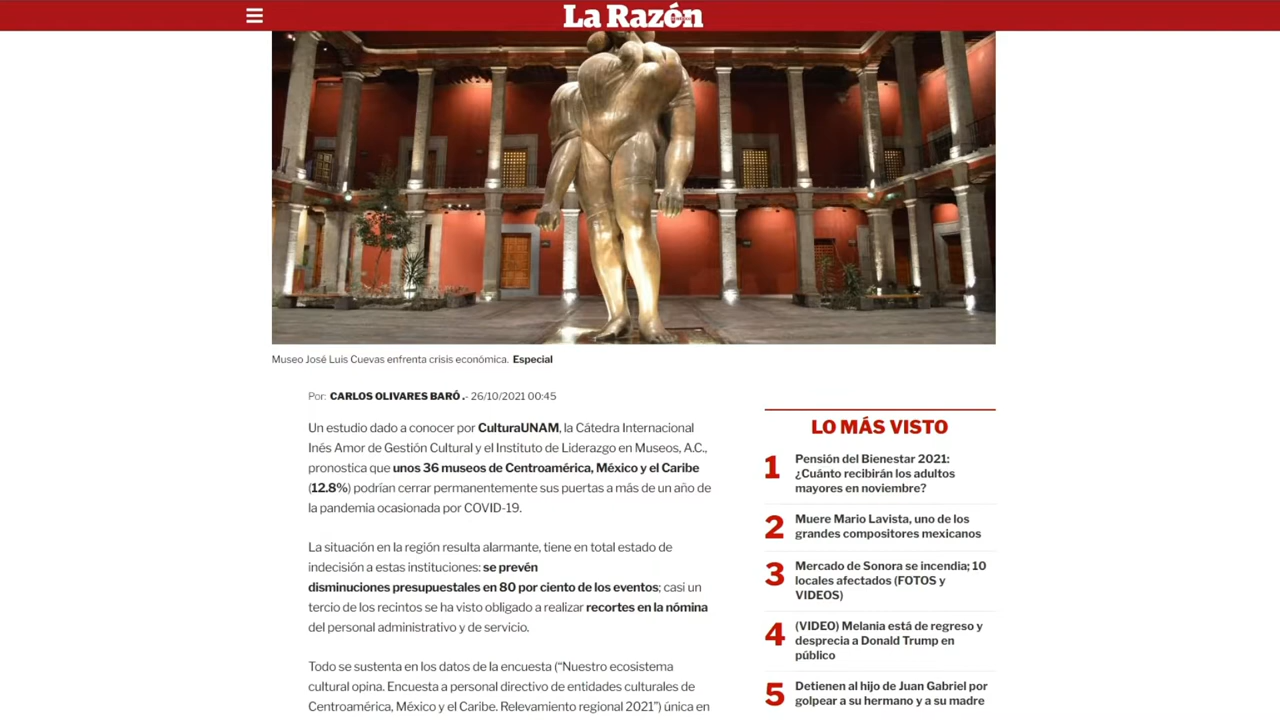 La Razón
Museo José Luis Cuevas enfrenta crisis económica. Especial
Por: CARLOS OLIVARES BARÓ .- 26/10/2021 00:45
Un estudio dado a conocer por CulturaUNAM, la Cátedra Internacional
Inés Amor de Gestión Cultural y el Instituto de Liderazgo en Museos, A.C.,
pronostica que unos 36 museos de Centroamérica, México y el Caribe
(12.8%) podrían cerrar permanentemente sus puertas a más de un año de
la pandemia ocasionada por COVID-19.
La situación en la región resulta alarmante, tiene en total estado de
indecisión a estas instituciones: se prevén
disminuciones presupuestales en 80 por ciento de los eventos; casi un
tercio de los recintos se ha visto obligado a realizar recortes en la nómina
del personal administrativo y de servicio.
Todo se sustenta en los datos de la encuesta (“Nuestro ecosistema
cultural opina. Encuesta a personal directivo de entidades culturales de
Centroamérica, México y el Caribe. Relevamiento regional 2021”) única en
LO MÁS VISTO
1 Pensión del Bienestar 2021:
¿Cuánto recibirán los adultos
mayores en noviembre?
2 Muere Mario Lavista, uno de los
grandes compositores mexicanos
3 Mercado de Sonora se incendia; 10
locales afectados (FOTOS y
VIDEOS)
4 (VIDEO) Melania está de regreso y
desprecia a Donald Trump en
público
5 Detienen al hijo de Juan Gabriel por
golpear a su hermano y a su madre